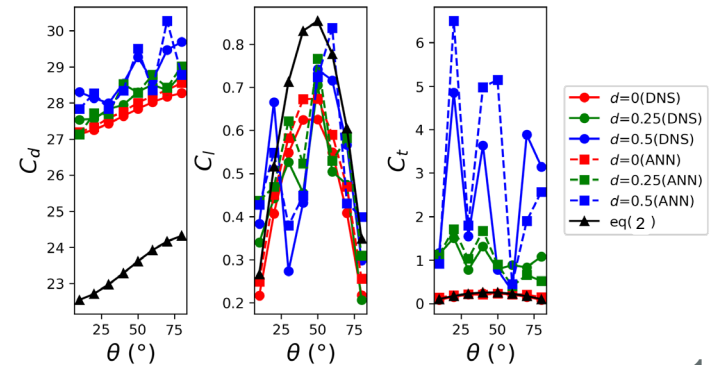 30
29
28
27
26
25
24
23
C_d
25
50
75
θ (°)
0.8
0.7
0.6
0.5
0.4
0.3
0.2
C_l
25
50
75
θ (°)
6
5
4
3
2
1
0
C_t
25
50
75
θ (°)
d=0(DNS)
d=0.25(DNS)
d=0.5(DNS)
d=0(ANN)
d=0.25(ANN)
d=0.5(ANN)
eq(2)